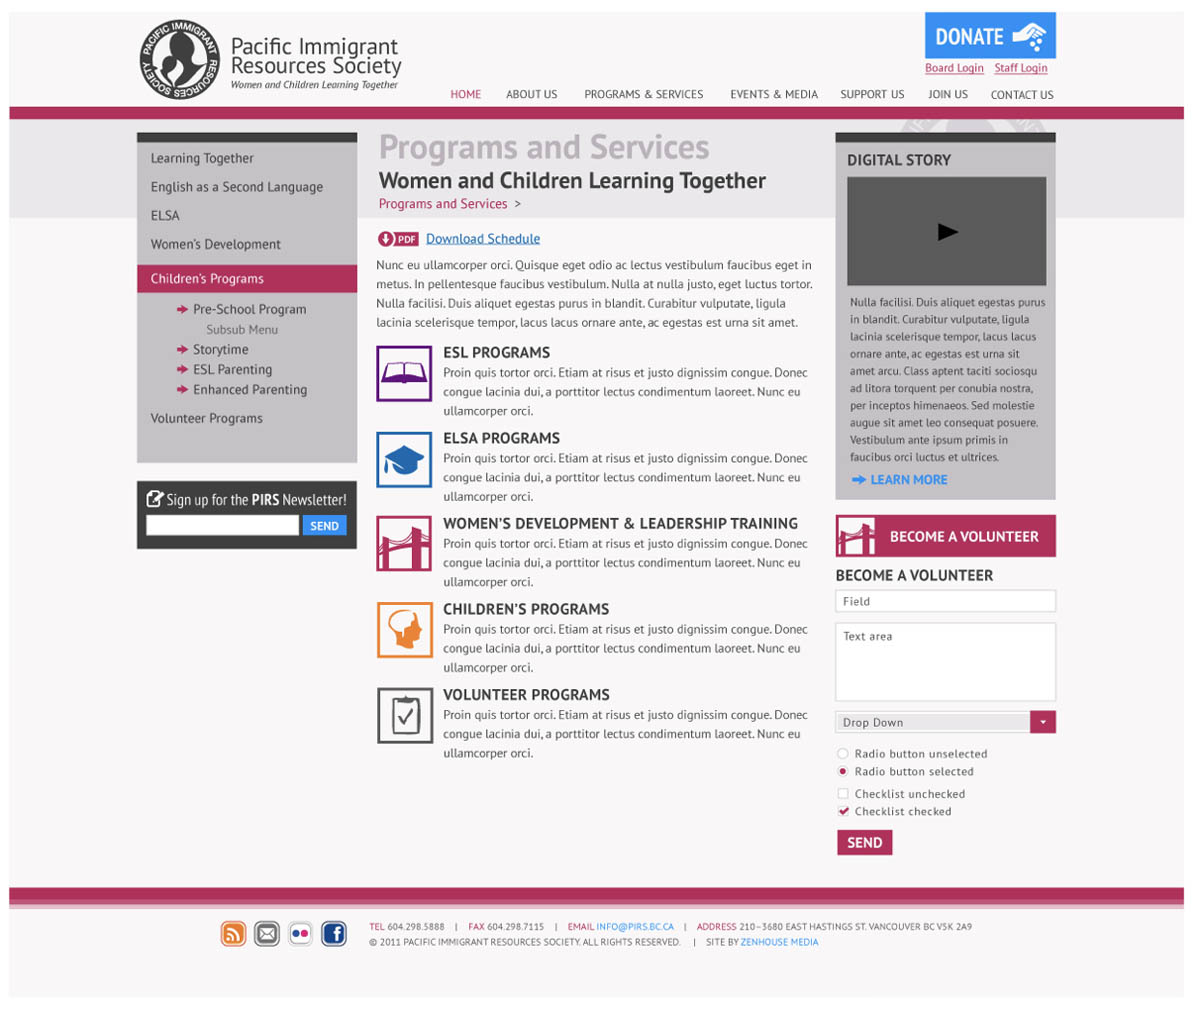 PACIFIC IMMIGRANT RESOURCES SOCIETY
Pacific Immigrant
Resources Society
Women and Children Learning Together
DONATE
Board Login Staff Login
HOME ABOUT US PROGRAMS & SERVICES EVENTS & MEDIA SUPPORT US JOIN US CONTACT US
Learning Together
English as a Second Language
ELSA
Women's Development
Children's Programs
Pre-School Program
Subsub Menu
Storytime
ESL Parenting
Enhanced Parenting
Volunteer Programs
Sign up for the PIRS Newsletter!
SEND
Programs and Services
Women and Children Learning Together
Programs and Services >
PDF Download Schedule
Nunc eu ullamcorper orci. Quisque eget odio ac lectus vestibulum faucibus eget in
metus. In pellentesque faucibus vestibulum. Nulla at nulla justo, eget luctus tortor.
Nulla facilisi. Duis aliquet egestas purus in blandit. Curabitur vulputate, ligula
lacinia scelerisque tempor, lacus lacus ornare ante, ac egestas est urna sit amet.
ESL PROGRAMS
Proin quis tortor orci. Etiam at risus et justo dignissim congue. Donec
congue lacinia dui, a porttitor lectus condimentum laoreet. Nunc eu
ullamcorper orci.
ELSA PROGRAMS
Proin quis tortor orci. Etiam at risus et justo dignissim congue. Donec
congue lacinia dui, a porttitor lectus condimentum laoreet. Nunc eu
ullamcorper orci.
WOMEN'S DEVELOPMENT & LEADERSHIP TRAINING
Proin quis tortor orci. Etiam at risus et justo dignissim congue. Donec
congue lacinia dui, a porttitor lectus condimentum laoreet. Nunc eu
ullamcorper orci.
CHILDREN'S PROGRAMS
Proin quis tortor orci. Etiam at risus et justo dignissim congue. Donec
congue lacinia dui, a porttitor lectus condimentum laoreet. Nunc eu
ullamcorper orci.
VOLUNTEER PROGRAMS
Proin quis tortor orci. Etiam at risus et justo dignissim congue. Donec
congue lacinia dui, a porttitor lectus condimentum laoreet. Nunc eu
ullamcorper orci.
DIGITAL STORY
Nulla facilisi. Duis aliquet egestas purus
in blandit. Curabitur vulputate, ligula
lacinia scelerisque tempor, lacus lacus
ornare ante, ac egestas est urna sit
amet arcu. Class aptent taciti sociosqu
ad litora torquent per conubia nostra,
per inceptos himenaeos. Sed molestie
augue sit amet leo consequat posuere.
Vestibulum ante ipsum primis in
faucibus orci luctus et ultrices.
LEARN MORE
BECOME A VOLUNTEER
BECOME A VOLUNTEER
Field
Text area
Drop Down
Radio button unselected
Radio button selected
Checklist unchecked
Checklist checked
SEND
TEL 604.298.5888 | FAX 604.298.7115 | EMAIL INFO@PIRS.BC.CA | ADDRESS 210-3680 EAST HASTINGS ST. VANCOUVER BC V5K 2A9
© 2011 PACIFIC IMMIGRANT RESOURCES SOCIETY. ALL RIGHTS RESERVED. | SITE BY ZENHOUSE MEDIA